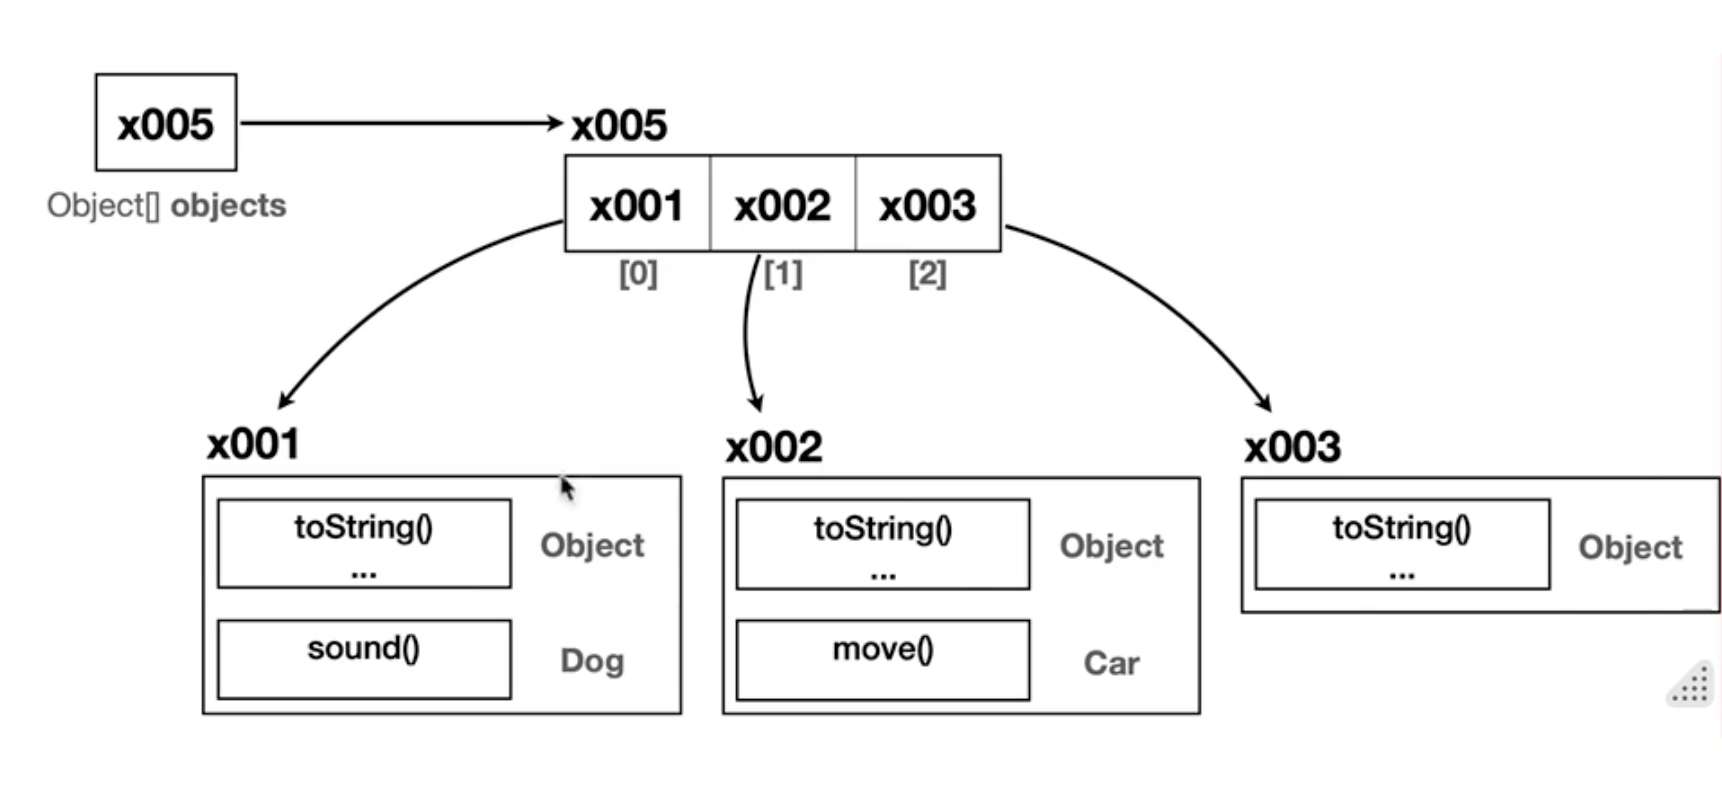 x005
x005
Object[] objects
x001 x002 x003
[0] [1] [2]
x001
x002
x003
toString()
...
Object
sound()
Dog
toString()
...
Object
move()
Car
toString()
...
Object